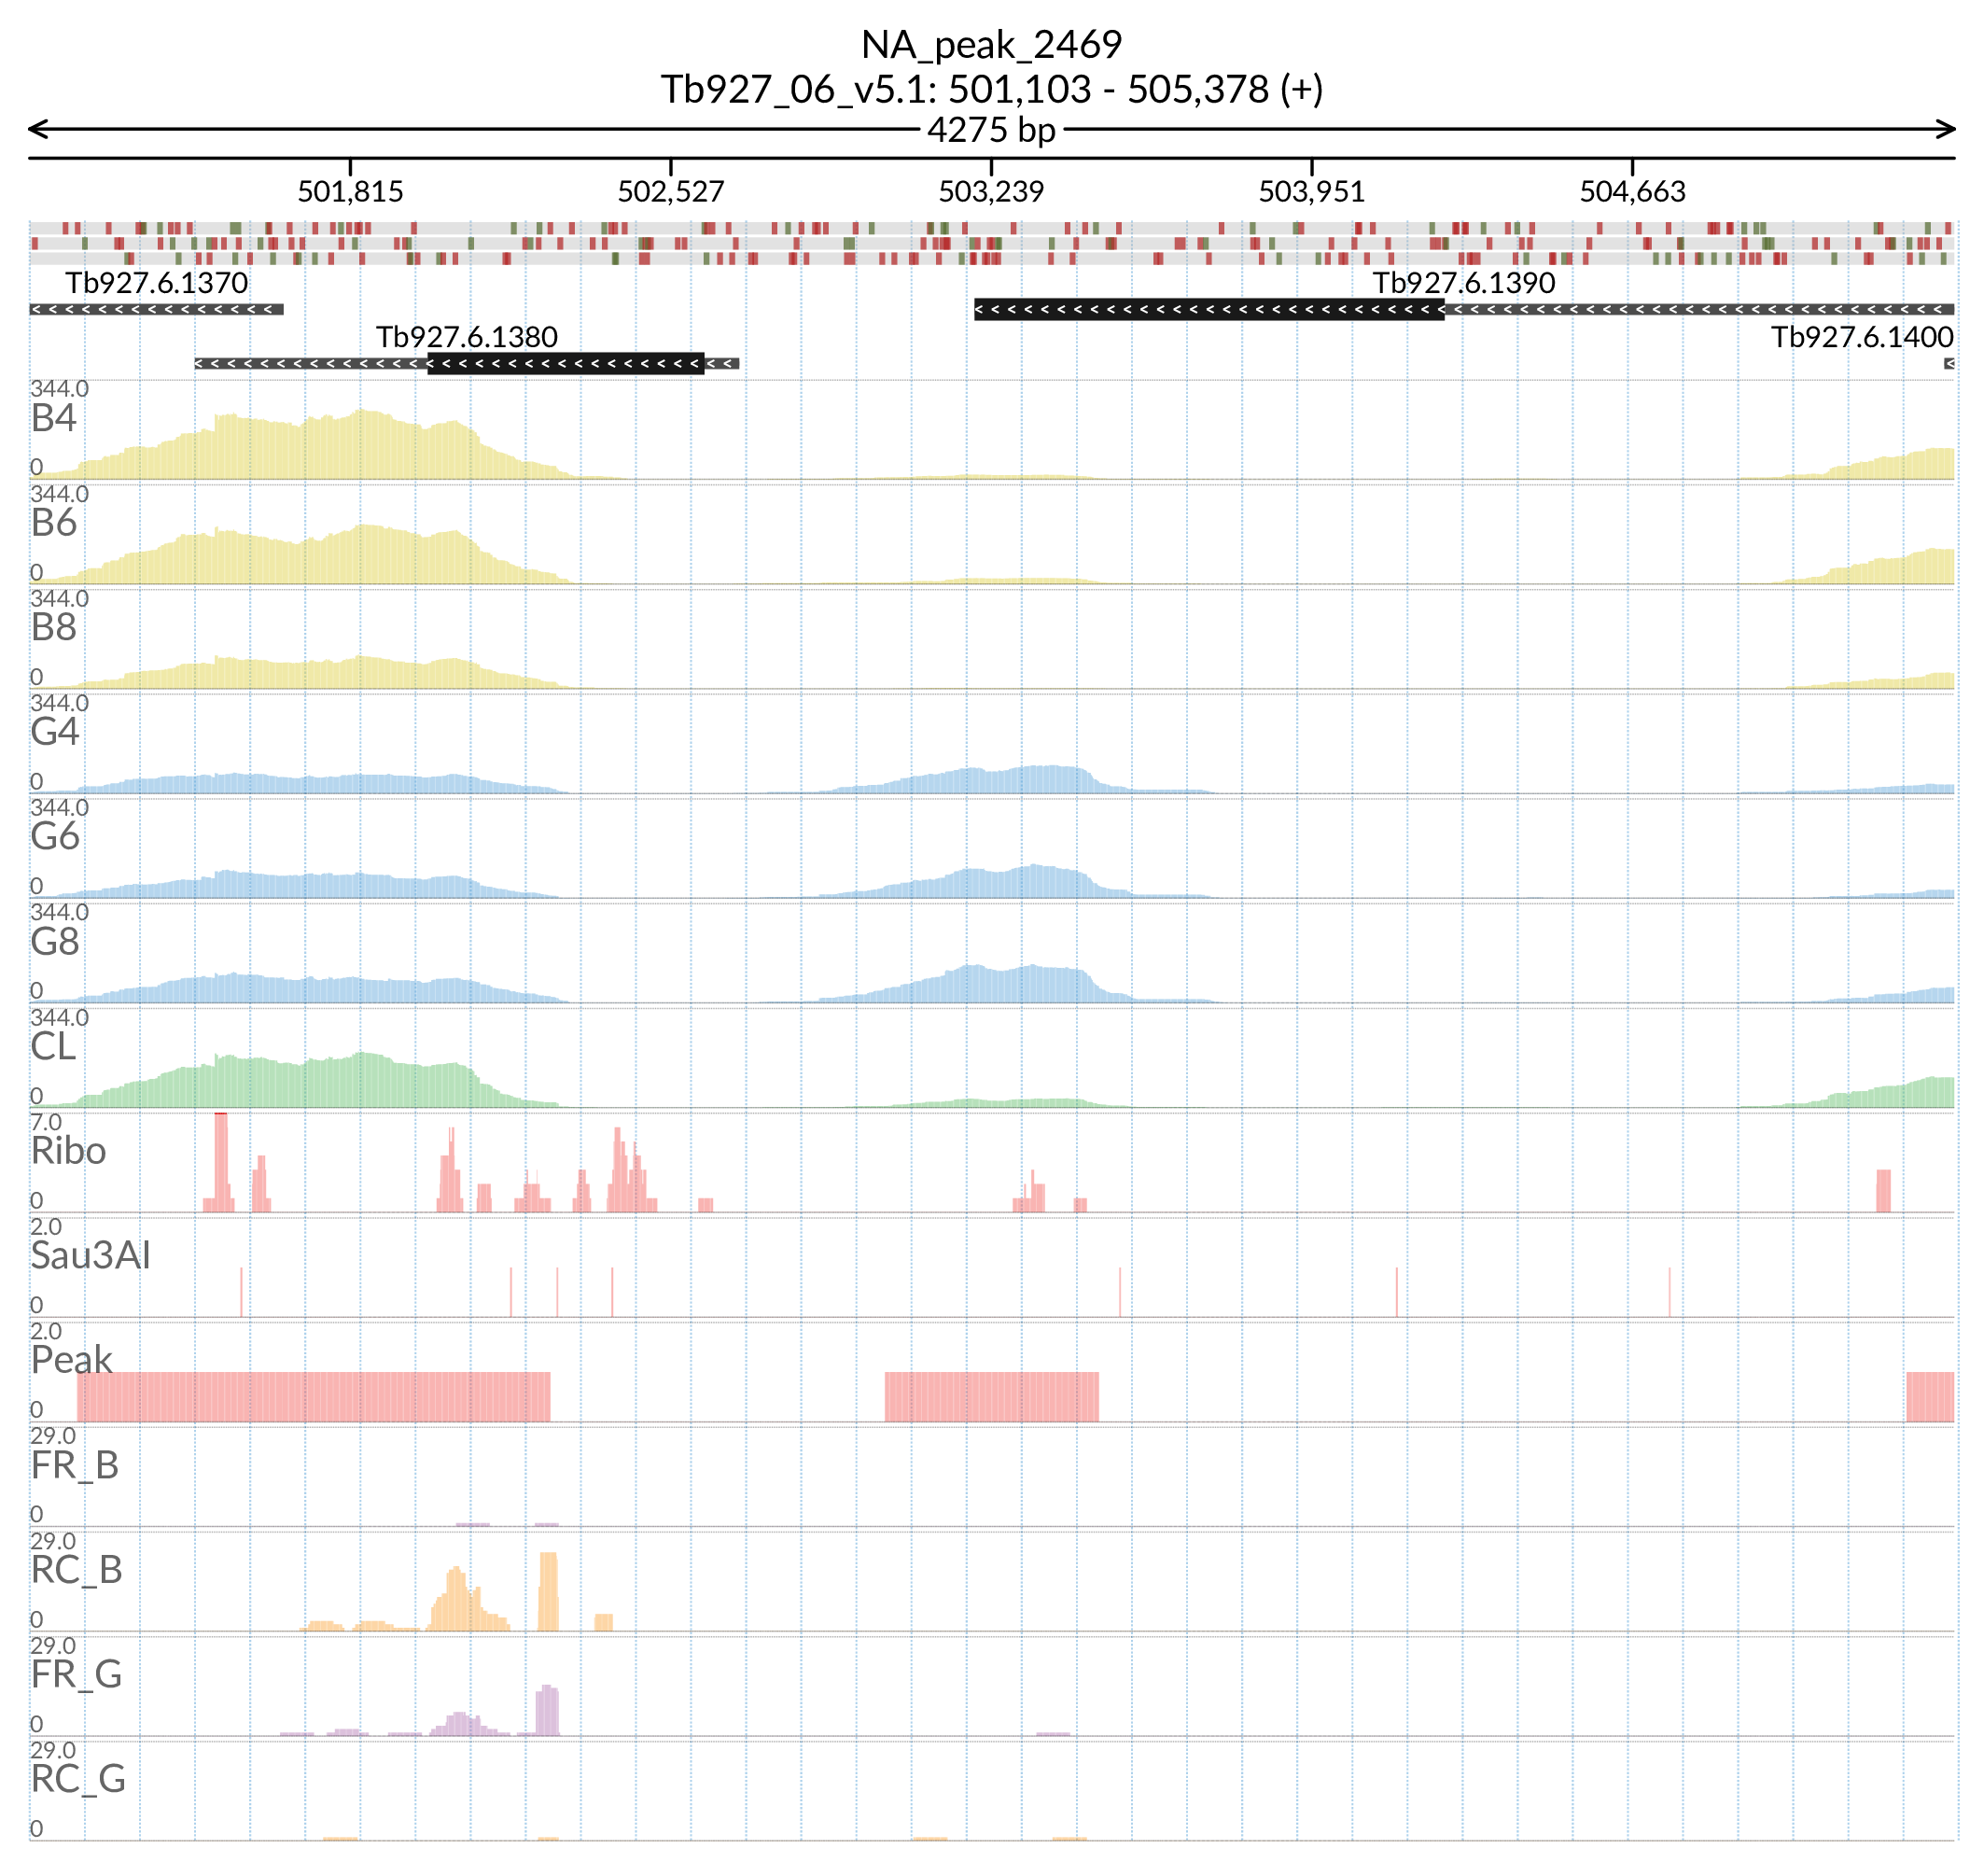 NA_peak_2469
Tb927_06_v5.1: 501,103 - 505,378 (+)
4275 bp
501,815 502,527 503,239 503,951 504,663
Tb927.6.1370 Tb927.6.1390
Tb927.6.1380 Tb927.6.1400
344.0
B4
0
344.0
B6
0
344.0
B8
0
344.0
G4
0
344.0
G6
0
344.0
G8
0
344.0
CL
0
7.0
Ribo
0
2.0
Sau3AI
0
2.0
Peak
0
29.0
FR_B
0
29.0
RC_B
0
29.0
FR_G
0
29.0
RC_G
0